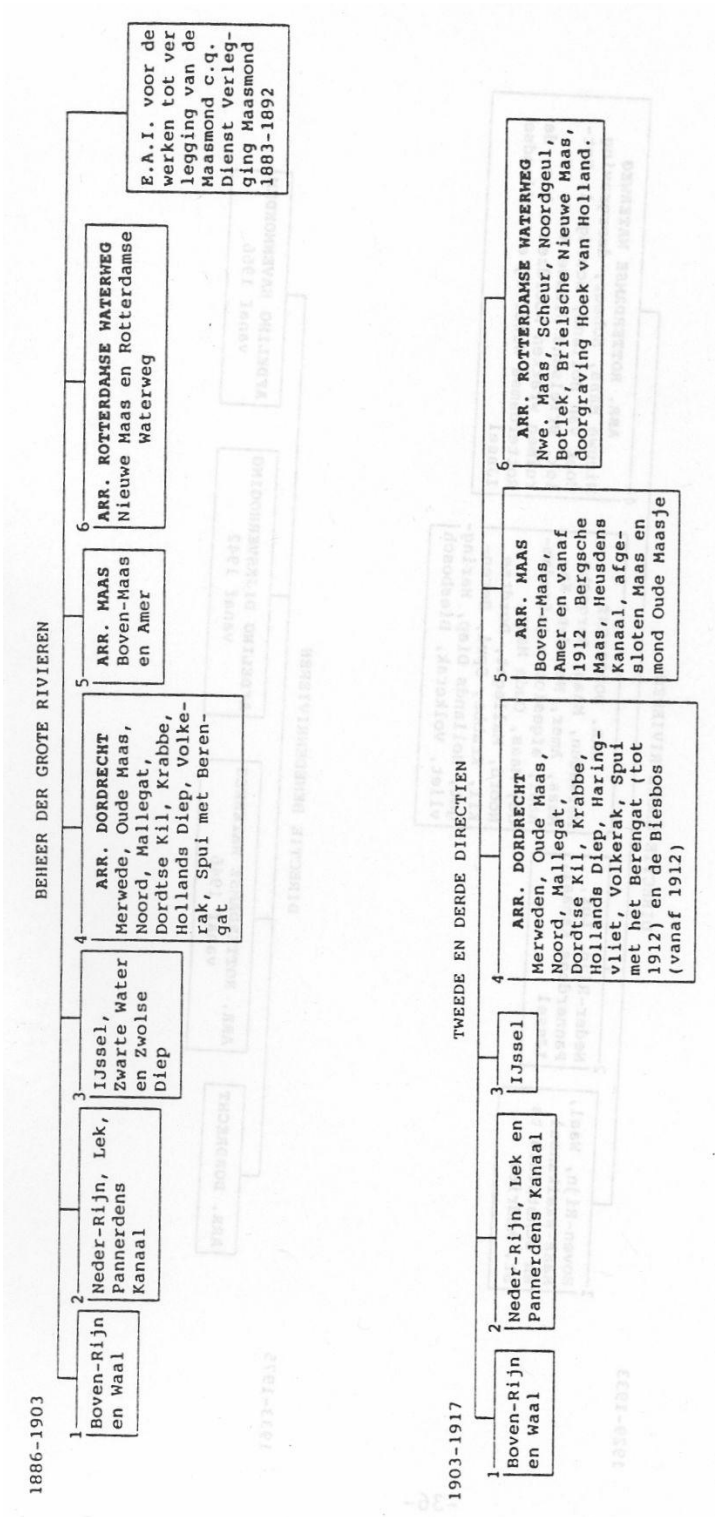 1886-1903
BEHEER DER GROTE RIVIEREN
1
Boven-Rijn
en Waal
2
Neder-Rijn, Lek,
Pannerdens
Kanaal
3
IJssel,
Zwarte Water
en Zwolse
Diep
4
ARR. DORDRECHT
Merwede, Oude Maas,
Noord, Mallegat,
Dordtse Kil, Krabbe,
Hollands Diep, Volke-
rak, Spui met Beren-
gat
5
ARR. MAAS
Boven-Maas
en Amer
6
ARR. ROTTERDAMSE WATERWEG
Nieuwe Maas en Rotterdamse
Waterweg
E.A.I. voor de
werken tot ver
legging van de
Maasmond c.q.
Dienst Verleg-
ging Maasmond
1883-1892
1903-1917
TWEEDE EN DERDE DIRECTIEN
1
Boven-Rijn
en Waal
2
Neder-Rijn, Lek en
Pannerdens Kanaal
3
IJssel
4
ARR. DORDRECHT
Merweden, Oude Maas,
Noord, Mallegat,
Dordtse Kil, Krabbe,
Hollands Diep, Haring-
vliet, Volkerak, Spui
met het Berengat (tot
1912) en de Biesbos
(vanaf 1912)
5
ARR. MAAS
Boven-Maas,
Amer en vanaf
1912 Bergsche
Maas, Heusdens
Kanaal, afge-
sloten Maas en
mond Oude Maasje
6
ARR. ROTTERDAMSE WATERWEG
Nwe. Maas, Scheur, Noordgeul,
Botlek, Brielsche Nieuwe Maas,
doorgraving Hoek van Holland.